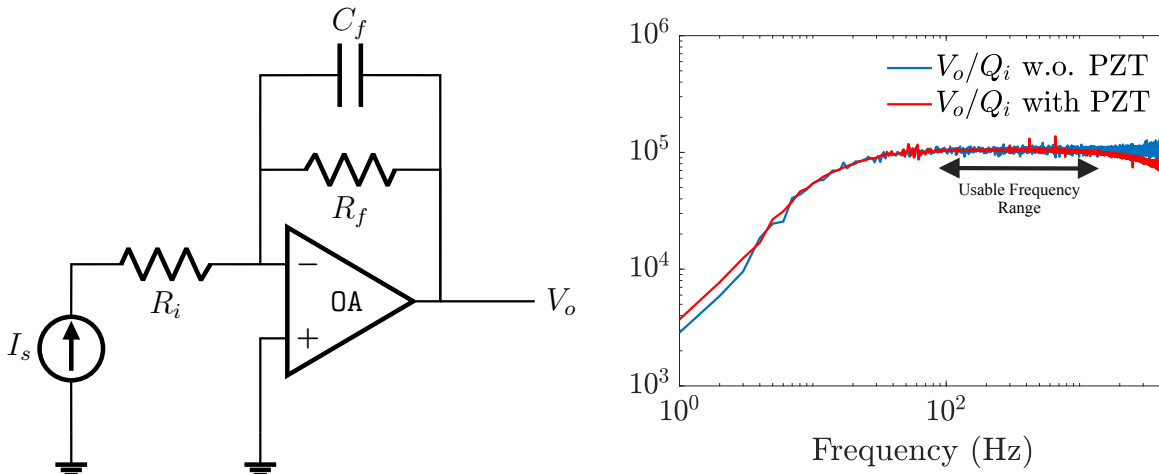 C_f
R_f
R_i
I_s
−
+
OA
V_o
10^6
10^5
10^4
10^3
V_o/Q_i w.o. PZT
V_o/Q_i with PZT
Usable Frequency
Range
10^0
10^2
Frequency (Hz)